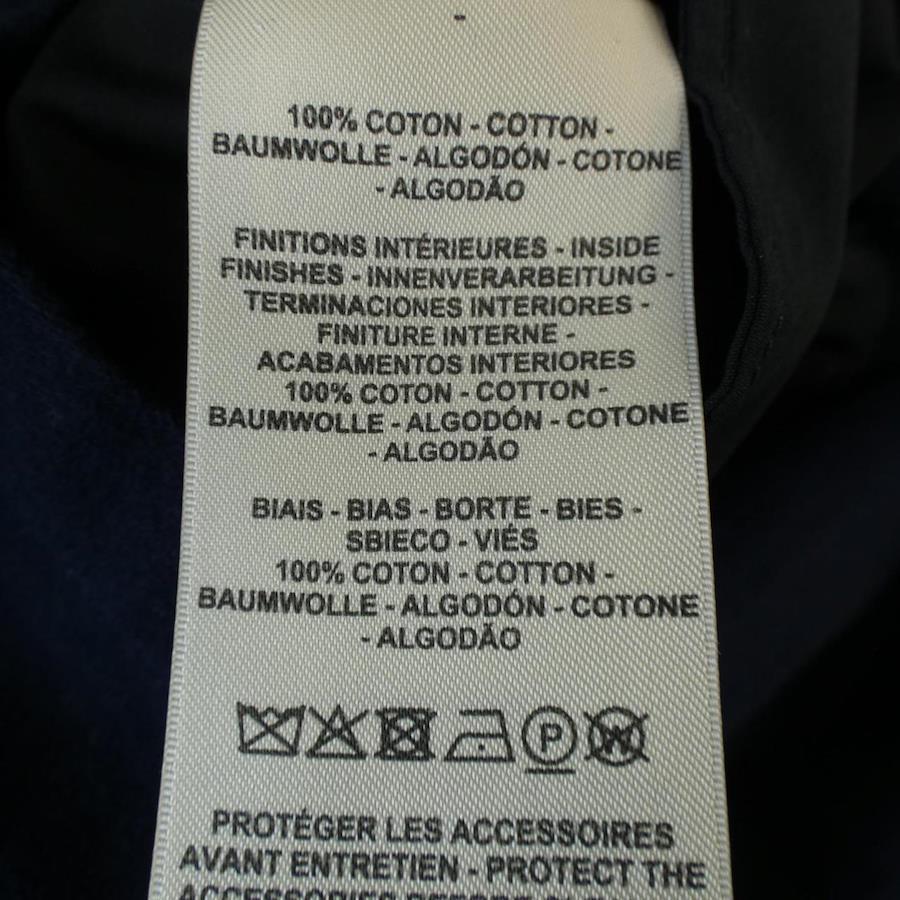 100% COTON - COTTON -
BAUMWOLLE - ALGODÓN - COTONE
- ALGODÃO
FINITIONS INTÉRIEURES - INSIDE
FINISHES - INNENVERARBEITUNG -
TERMINACIONES INTERIORES -
FINITURE INTERNE -
ACABAMENTOS INTERIORES
100% COTON - COTTON -
BAUMWOLLE - ALGODÓN - COTONE
- ALGODÃO
BIAIS - BIAS - BORTE - BIES -
SBIECO - VIÉS
100% COTON - COTTON -
BAUMWOLLE - ALGODÓN - COTONE
- ALGODÃO
P W
PROTÉGER LES ACCESSOIRES
AVANT ENTRETIEN - PROTECT THE
ACCESSORIES BEFORE